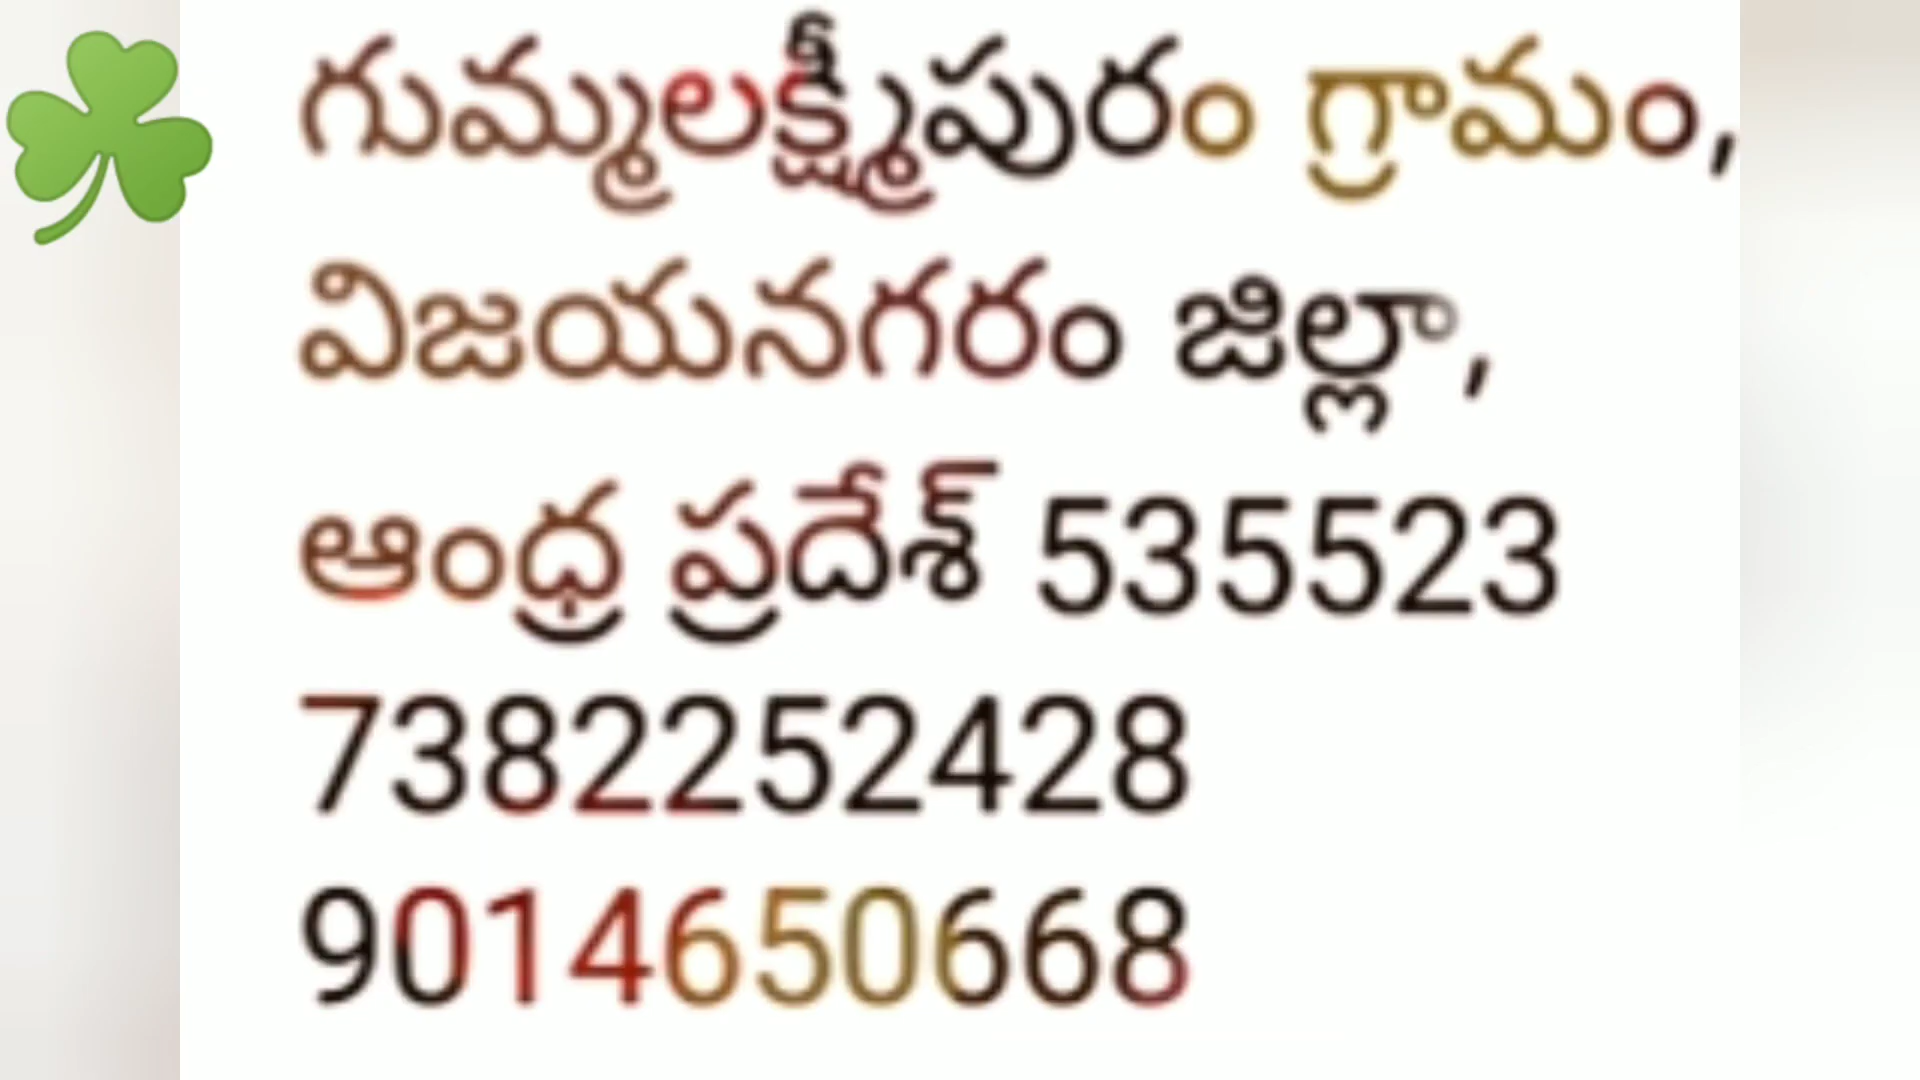 గుమ్మలక్ష్మీపురం గ్రామం,
విజయనగరం జిల్లా,
ఆంధ్ర ప్రదేశ్ 535523
7382252428
9014650668